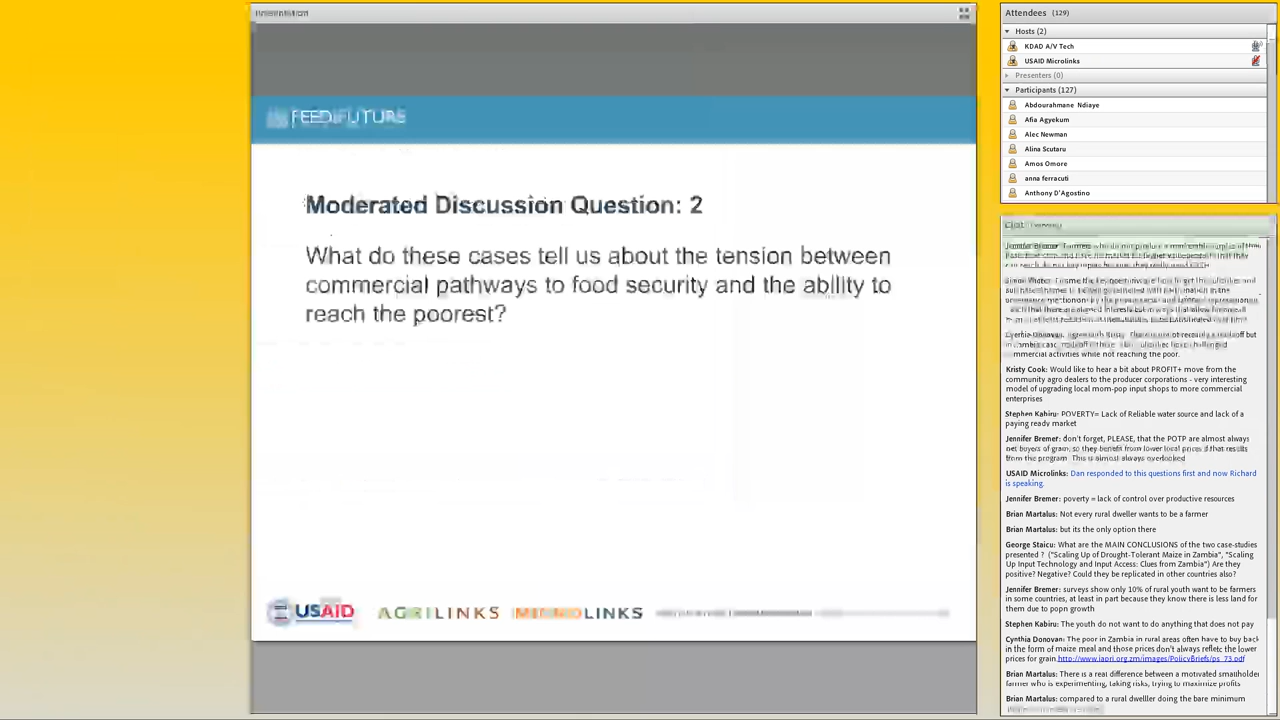 Presentation
FEED FUTURE
Moderated Discussion Question: 2
What do these cases tell us about the tension between
commercial pathways to food security and the ability to
reach the poorest?
USAID
AGRILINKS MICROLINKS
Attendees (129)
Hosts (2)
KDAD A/V Tech
USAID Microlinks
Presenters (0)
Participants (127)
Abdourahmane Ndiaye
Afia Agyekum
Alec Newman
Alina Scutaru
Amos Omore
anna ferracuti
Anthony D'Agostino
commercial activities while not reaching the poor.
Kristy Cook: Would like to hear a bit about PROFIT+ move from the
community agro dealers to the producer corporations - very interesting
model of upgrading local mom-pop input shops to more commercial
enterprises
Stephen Kabiru: POVERTY= Lack of Reliable water source and lack of a
paying ready market
Jennifer Bremer: don't forget, PLEASE, that the POTP are almost always
net buyers of grain, so they benefit from lower local prices if that results
from the program. This is almost always overlooked
USAID Microlinks: Dan responded to this questions first and now Richard
is speaking.
Jennifer Bremer: poverty = lack of control over productive resources
Brian Martalus: Not every rural dweller wants to be a farmer
Brian Martalus: but its the only option there
George Staicu: What are the MAIN CONCLUSIONS of the two case-studies
presented ? ("Scaling Up of Drought-Tolerant Maize in Zambia", "Scaling
Up Input Technology and Input Access: Clues from Zambia") Are they
positive? Negative? Could they be replicated in other countries also?
Jennifer Bremer: surveys show only 10% of rural youth want to be farmers
in some countries, at least in part because they know there is less land for
them due to popn growth
Stephen Kabiru: The youth do not want to do anything that does not pay
Cynthia Donovan: The poor in Zambia in rural areas often have to buy back
in the form of maize meal and those prices don't always reflect the lower
prices for grain.http://www.iapri.org.zm/images/PolicyBriefs/ps_73.pdf
Brian Martalus: There is a real difference between a motivated smallholder
farmer who is experimenting, taking risks, trying to maximize profits
Brian Martalus: compared to a rural dwelller doing the bare minimum